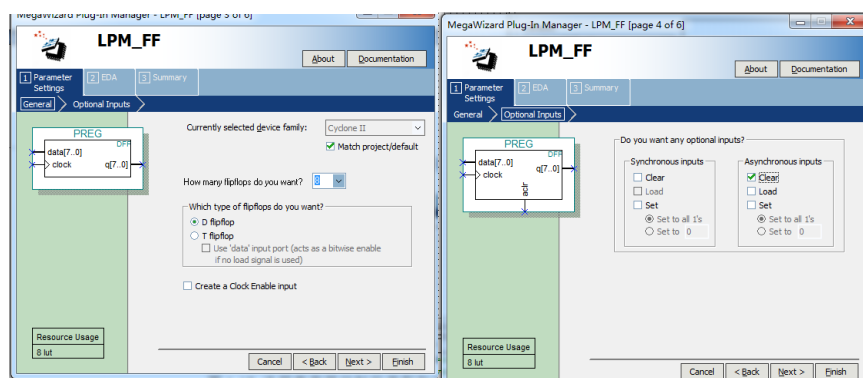 MegaWizard Plug-In Manager - LPM_FF [page 3 of 6]
LPM_FF
About
Documentation
1 Parameter Settings
2 EDA
3 Summary
General
Optional Inputs
PREG
DFF
data[7..0]
clock
q[7..0]
Currently selected device family:
Cyclone II
Match project/default
How many flipflops do you want?
8
Which type of flipflops do you want?
D flipflop
T flipflop
Use 'data' input port (acts as a bitwise enable
if no load signal is used)
Create a Clock Enable input
Resource Usage
8 lut
Cancel
< Back
Next >
Finish
MegaWizard Plug-In Manager - LPM_FF [page 4 of 6]
LPM_FF
About
Documentation
1 Parameter Settings
2 EDA
3 Summary
General
Optional Inputs
PREG
DFF
data[7..0]
clock
q[7..0]
aclr
Do you want any optional inputs?
Synchronous inputs
Clear
Load
Set
Set to all 1's
Set to 0
Asynchronous inputs
Clear
Load
Set
Set to all 1's
Set to 0
Resource Usage
8 lut
Cancel
< Back
Next >
Finish